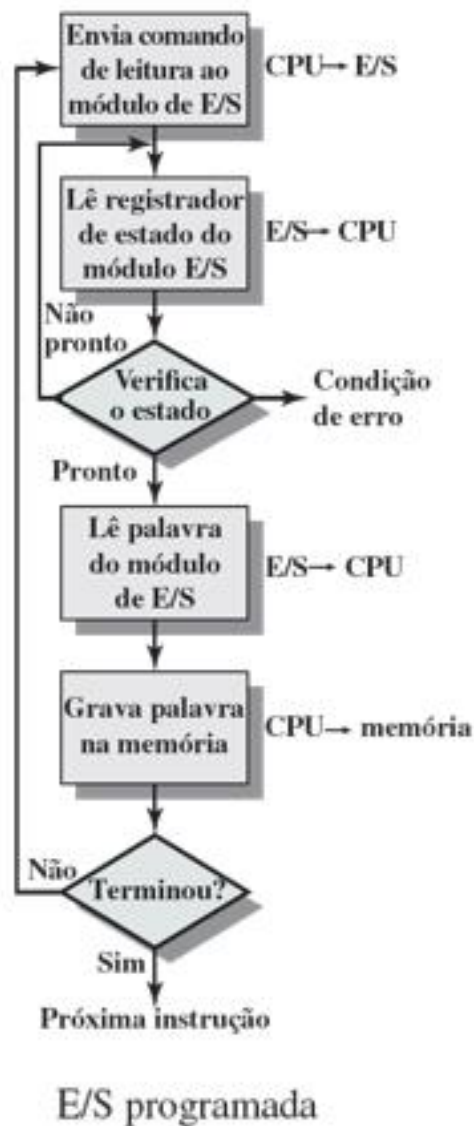 Envia comando
de leitura ao
módulo de E/S
CPU→ E/S
Lê registrador
de estado do
módulo E/S
E/S→ CPU
Não
pronto
Verifica
o estado
Condição
de erro
Pronto
Lê palavra
do módulo
de E/S
E/S→ CPU
Grava palavra
na memória
CPU→ memória
Não
Terminou?
Sim
Próxima instrução
E/S programada